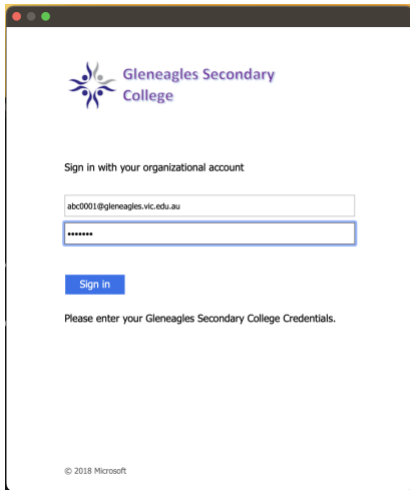 Gleneagles Secondary
College
Sign in with your organizational account
abc0001@gleneagles.vic.edu.au
•••••••
Sign in
Please enter your Gleneagles Secondary College Credentials.
© 2018 Microsoft